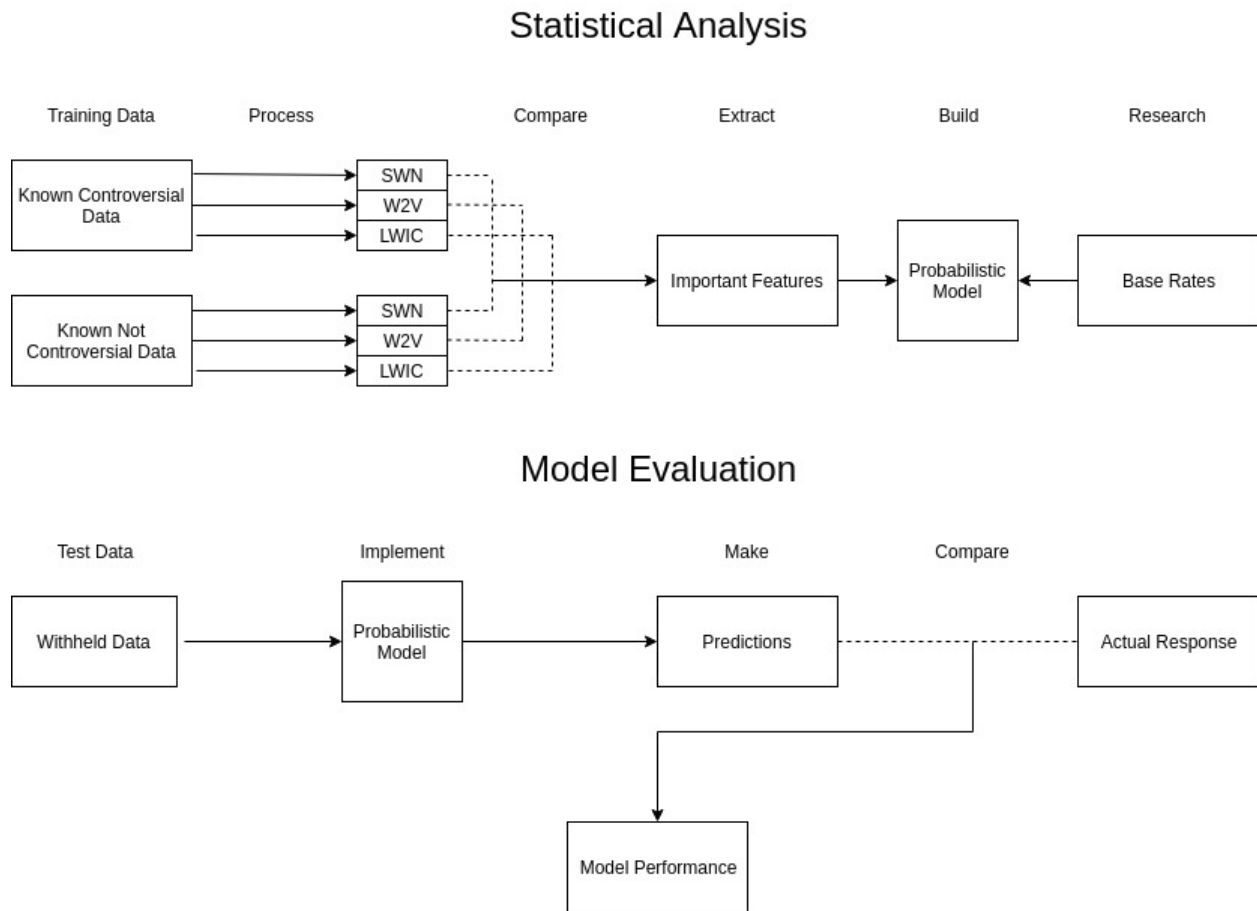 Statistical Analysis
Training Data
Process
Compare
Extract
Build
Research
Known Controversial
Data
SWN
W2V
LWIC
Important Features
Probabilistic
Model
Base Rates
Known Not
Controversial Data
SWN
W2V
LWIC
Model Evaluation
Test Data
Implement
Make
Compare
Withheld Data
Probabilistic
Model
Predictions
Actual Response
Model Performance